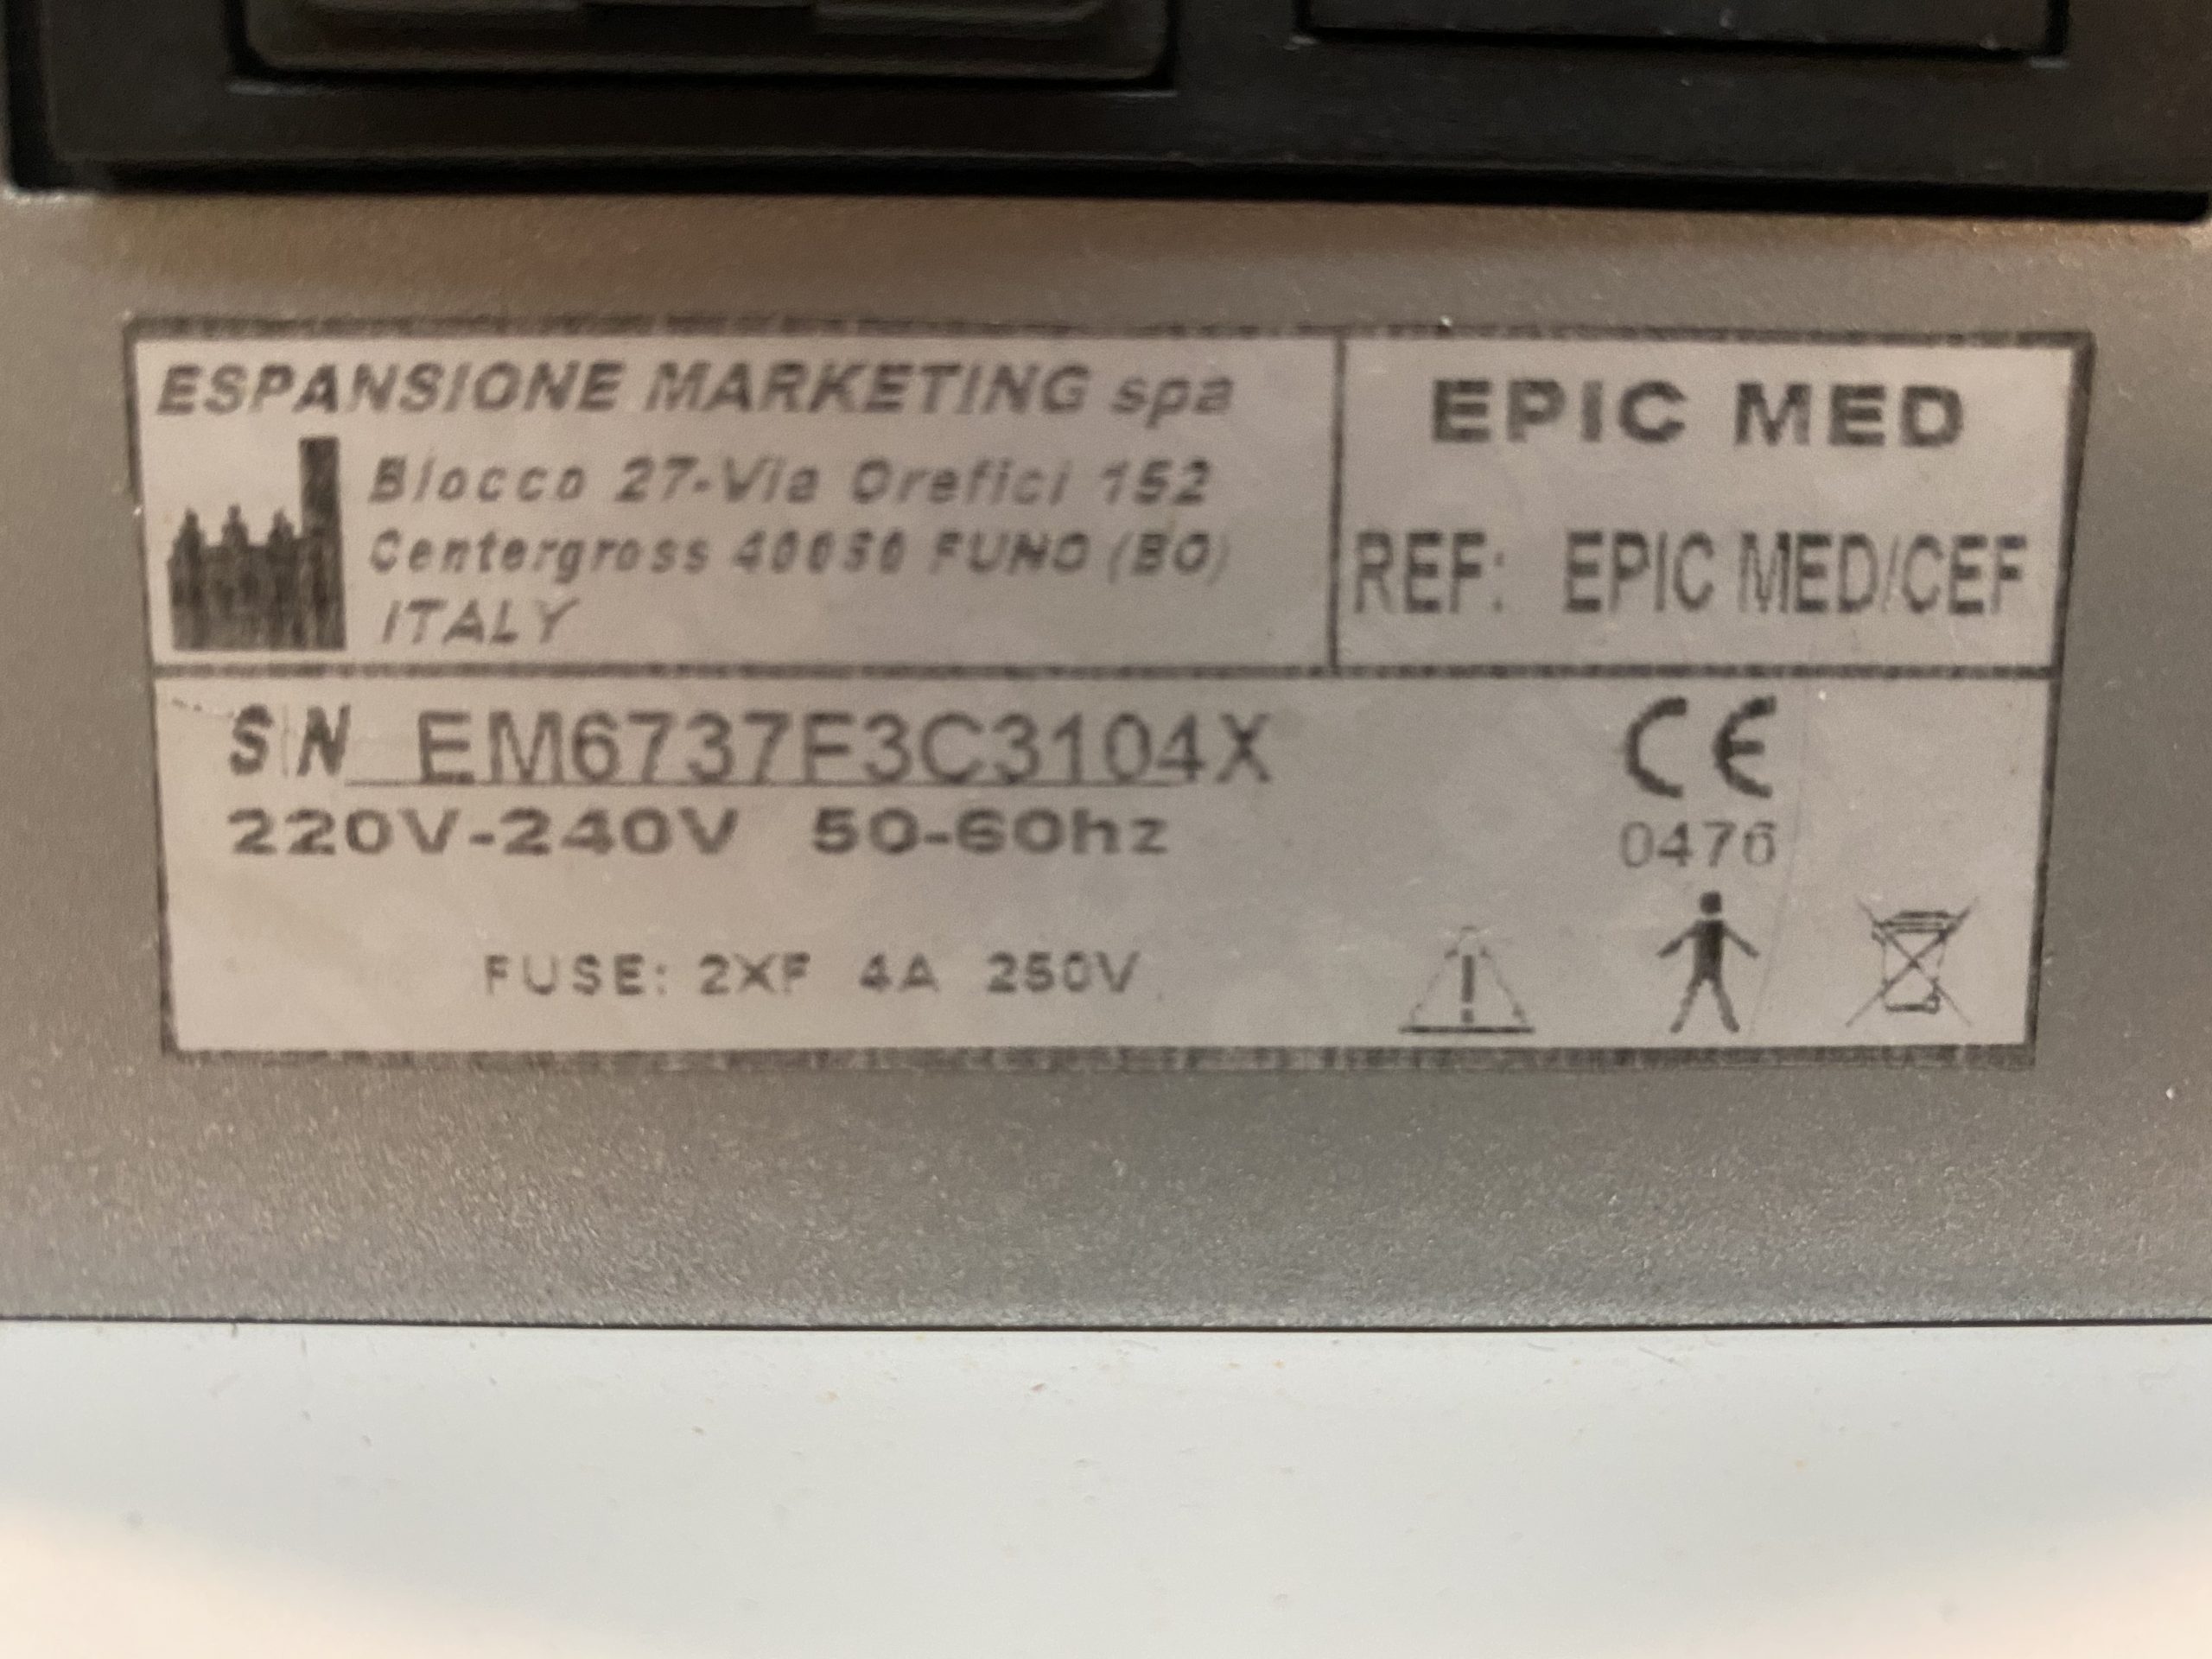 ESPANSIONE MARKETING spa
Blocco 27-Via Orefici 152
Centergross 40050 FUNO (BO)
ITALY
EPIC MED
REF: EPIC MED/CEF
SN EM6737F3C3104X
220V-240V 50-60hz
FUSE: 2XF 4A 250V
CE
0476